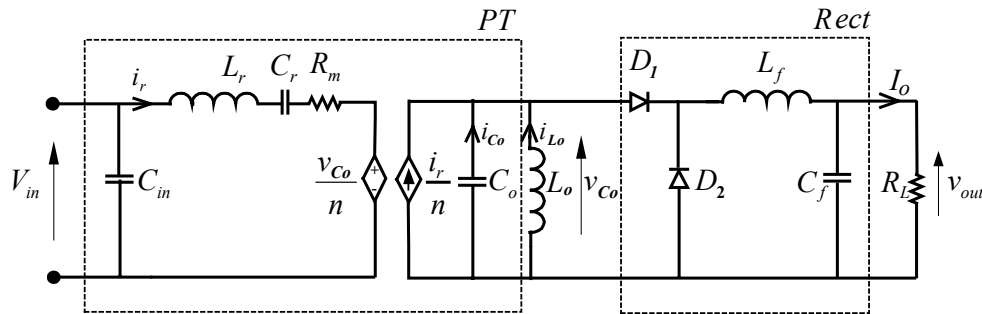 PT
Rect
i_r
L_r
C_r
R_m
D_1
L_f
I_o
V_in
C_in
v_Co
n
+
-
i_r
n
i_Co
C_o
i_Lo
L_o
v_Co
D_2
C_f
R_L
v_out